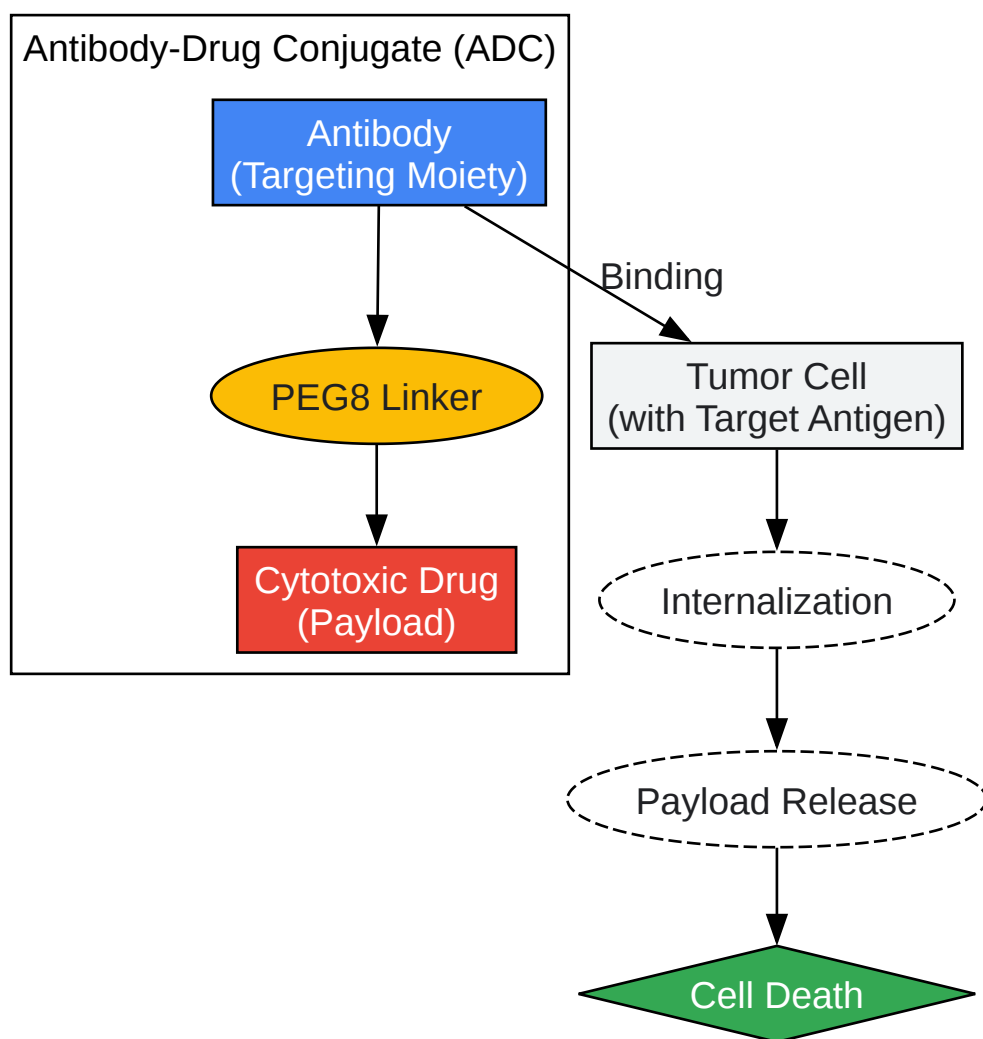 Antibody-Drug Conjugate (ADC)
Antibody
(Targeting Moiety)
Binding
PEG8 Linker
Tumor Cell
(with Target Antigen)
Cytotoxic Drug
(Payload)
Internalization
Payload Release
Cell Death